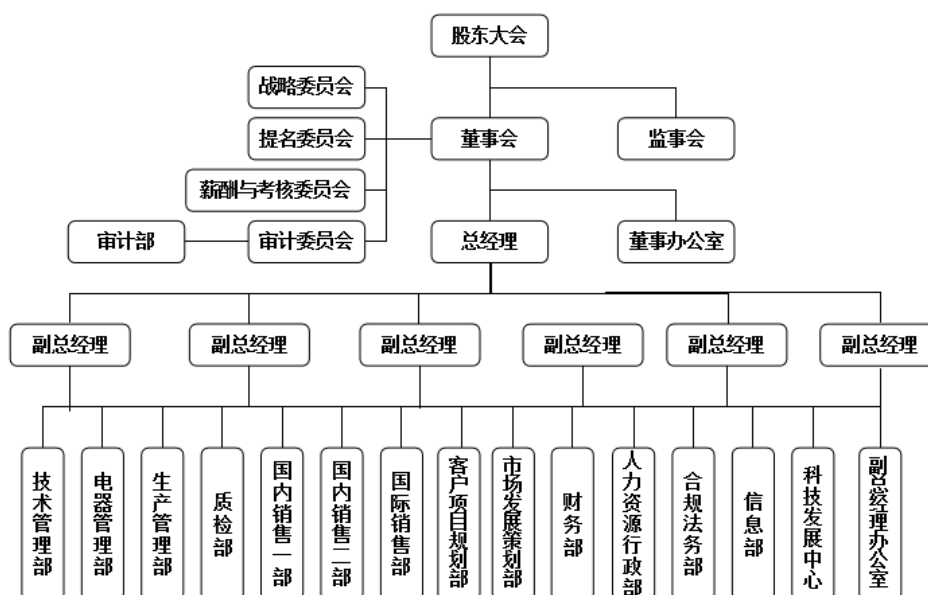 股东大会
战略委员会
提名委员会
董事会
监事会
薪酬与考核委员会
审计部
审计委员会
总经理
董事办公室
副总经理
副总经理
副总经理
副总经理
副总经理
副总经理
技术管理部
电器管理部
生产管理部
质检部
国内销售一部
国内销售二部
国际销售部
客户项目规划部
市场发展策划部
财务部
人力资源行政部
合规法务部
信息部
科技发展中心
副总经理办公室